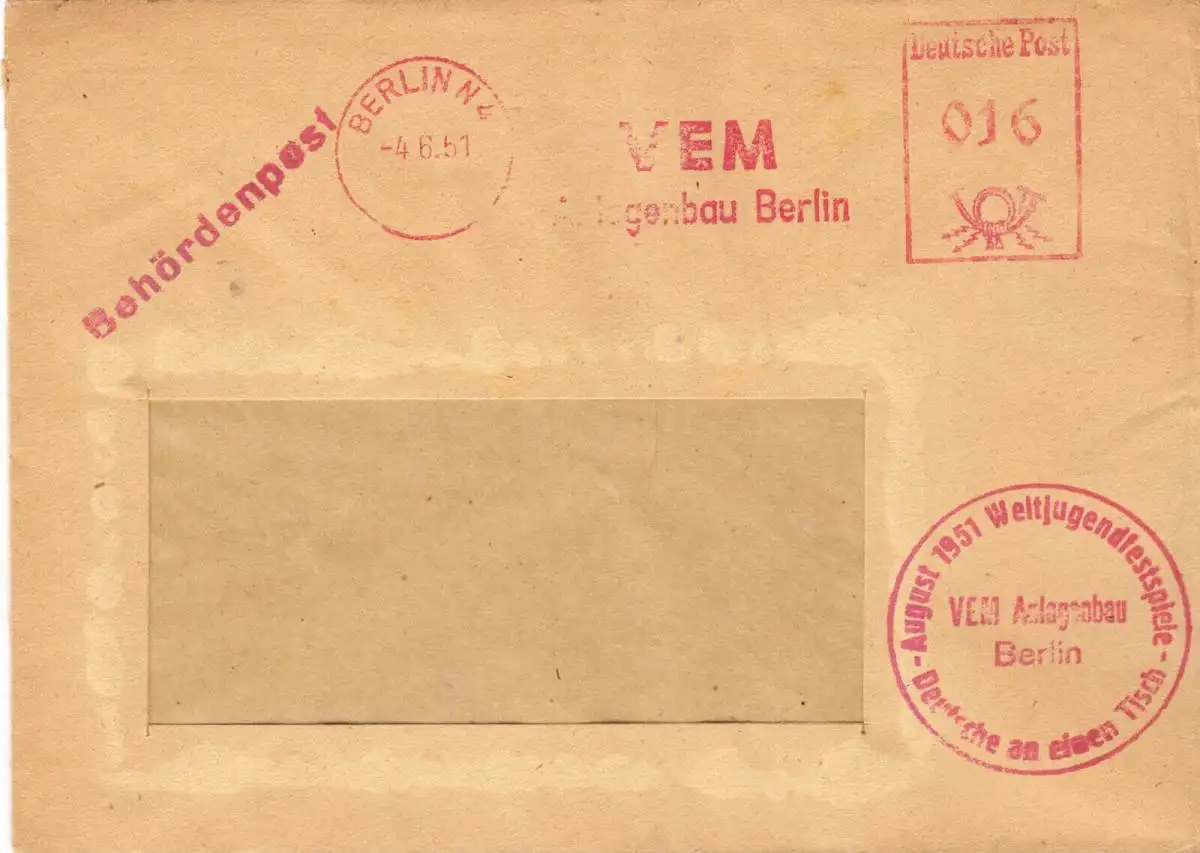 Behördenpost
BERLIN N 4
-4.6.51
VEM
Anlagenbau Berlin
Deutsche Post
016
- August 1951 Weltjugendfestspiele -
VEM Anlagenbau
Berlin
Deutsche an einen Tisch